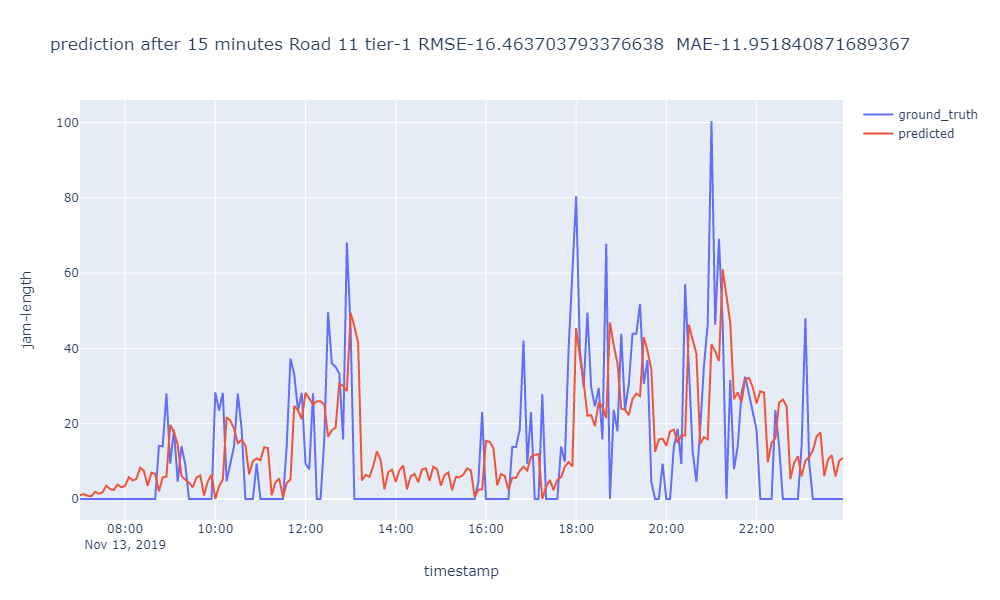 prediction after 15 minutes Road 11 tier-1 RMSE-16.463703793376638 MAE-11.951840871689367
ground_truth
predicted
100
80
60
40
20
0
jam-length
08:00 10:00 12:00 14:00 16:00 18:00 20:00 22:00
Nov 13, 2019
timestamp